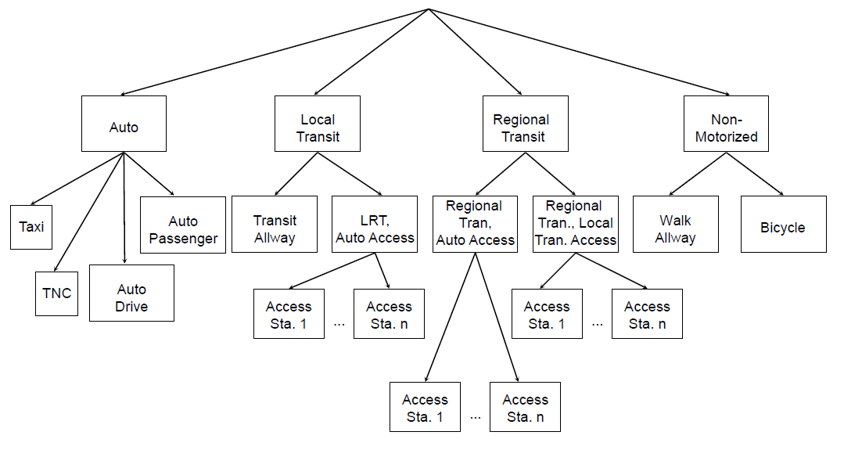 Auto
Local
Transit
Regional
Transit
Non-
Motorized
Taxi
TNC
Auto
Drive
Auto
Passenger
Transit
Allway
LRT,
Auto Access
Regional
Tran,
Auto Access
Regional
Tran., Local
Tran. Access
Walk
Allway
Bicycle
Access
Sta. 1
...
Access
Sta. n
Access
Sta. 1
...
Access
Sta. n
Access
Sta. 1
...
Access
Sta. n